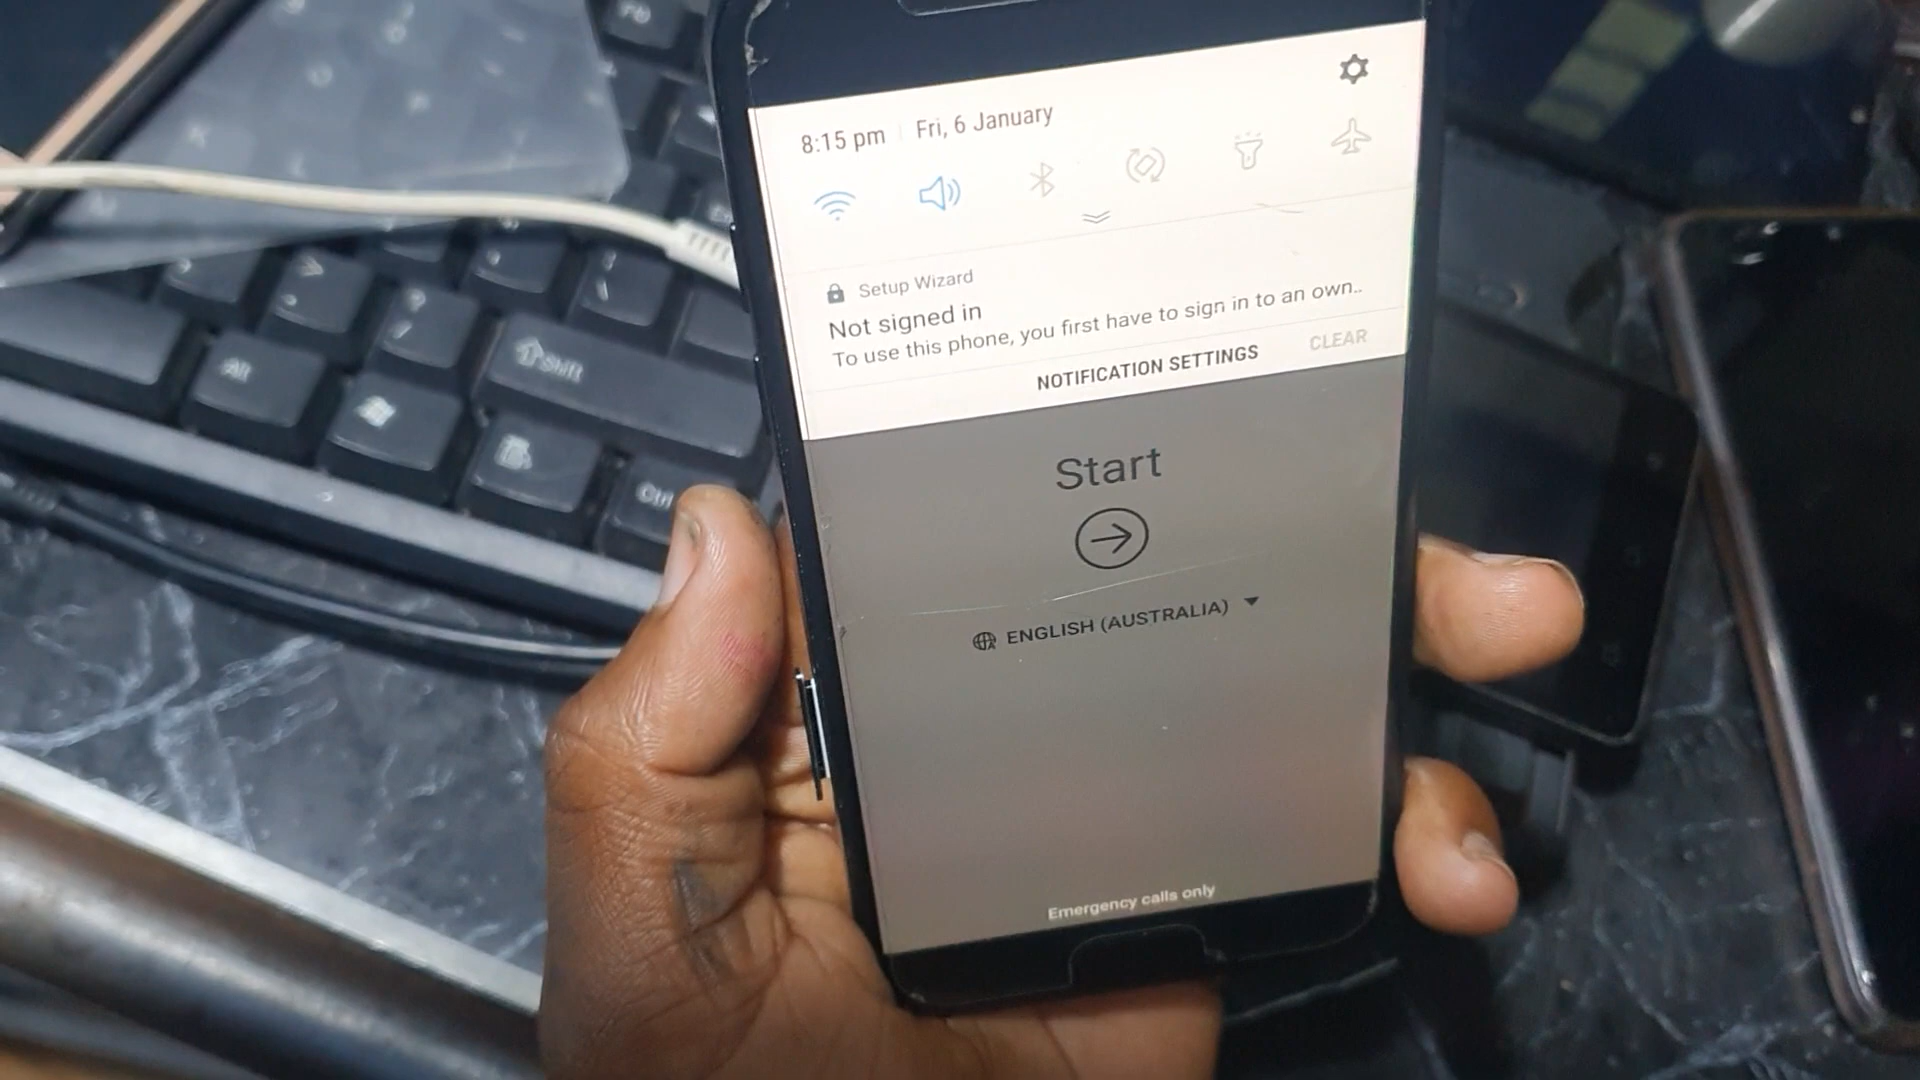 8:15 pm Fri, 6 January
Setup Wizard
Not signed in
To use this phone, you first have to sign in to an own..
NOTIFICATION SETTINGS CLEAR
Start
ENGLISH (AUSTRALIA)
Emergency calls only
Alt
Shift
Ctrl